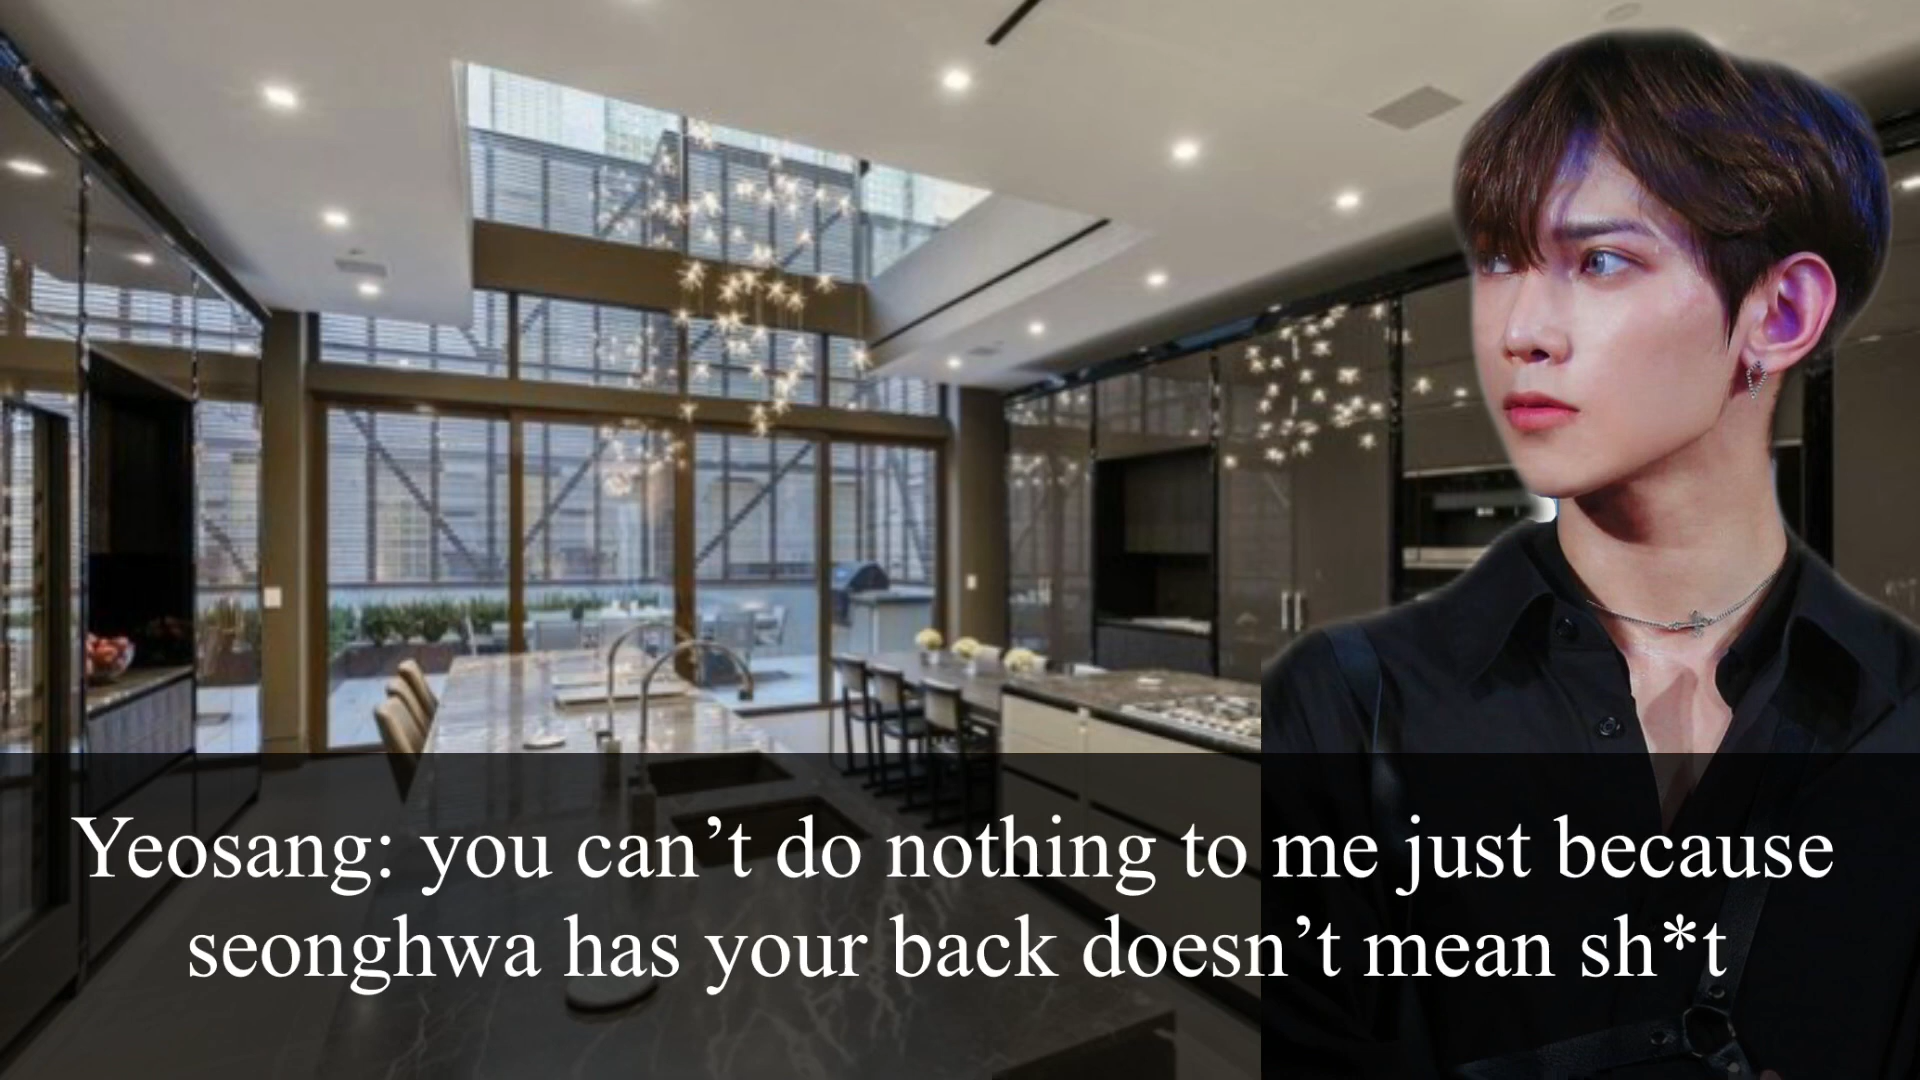 Yeosang: you can’t do nothing to me just because
seonghwa has your back doesn’t mean sh*t